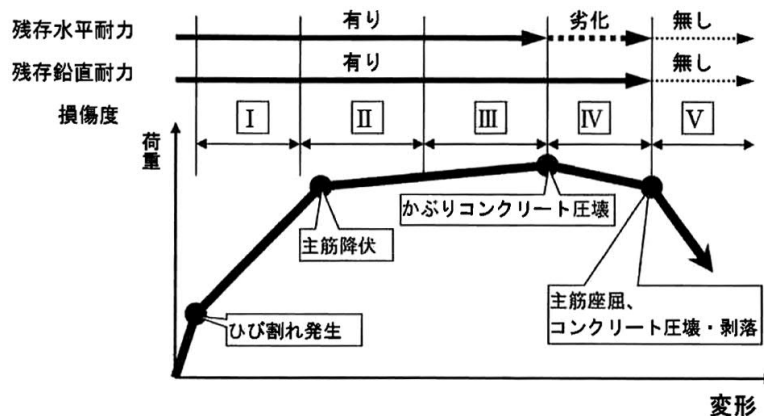 残存水平耐力 有り 劣化 無し
残存鉛直耐力 有り 無し
損傷度 Ⅰ Ⅱ Ⅲ Ⅳ Ⅴ
荷重
かぶりコンクリート圧壊
主筋降伏
主筋座屈、
コンクリート圧壊・剥落
ひび割れ発生
変形